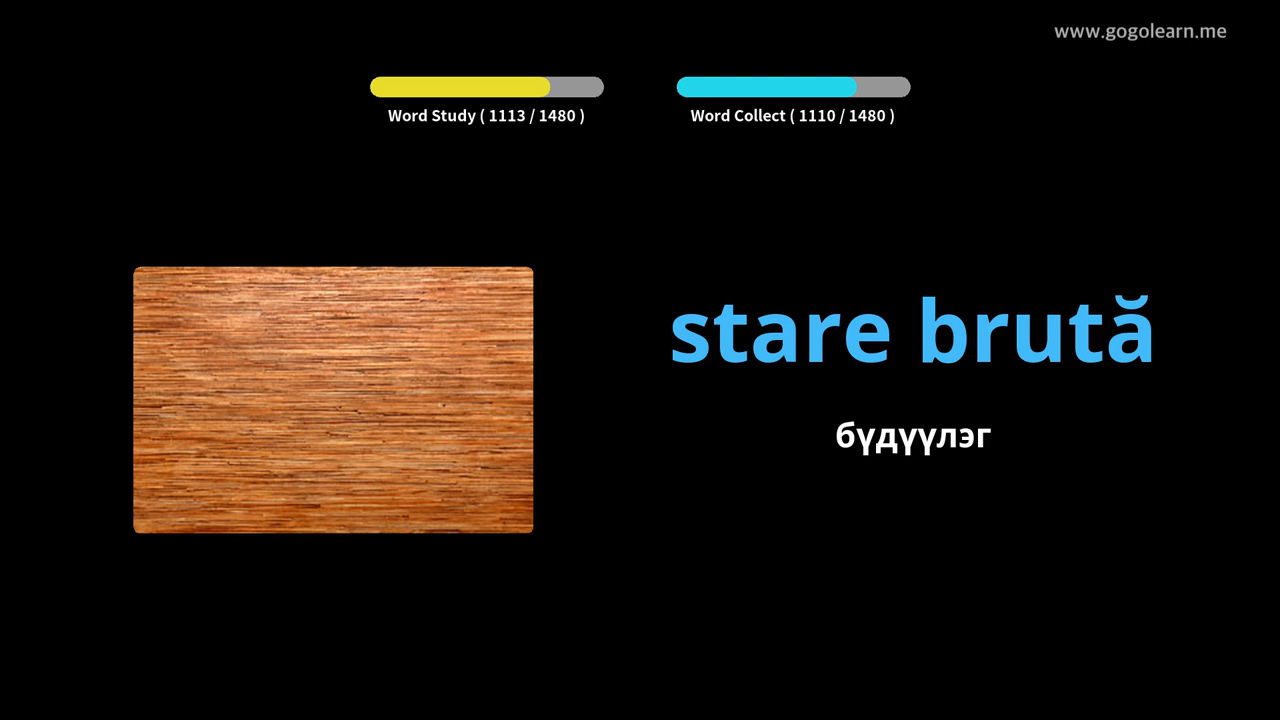 www.gogolearn.me
Word Study ( 1113 / 1480 )
Word Collect ( 1110 / 1480 )
stare brută
бүдүүлэг